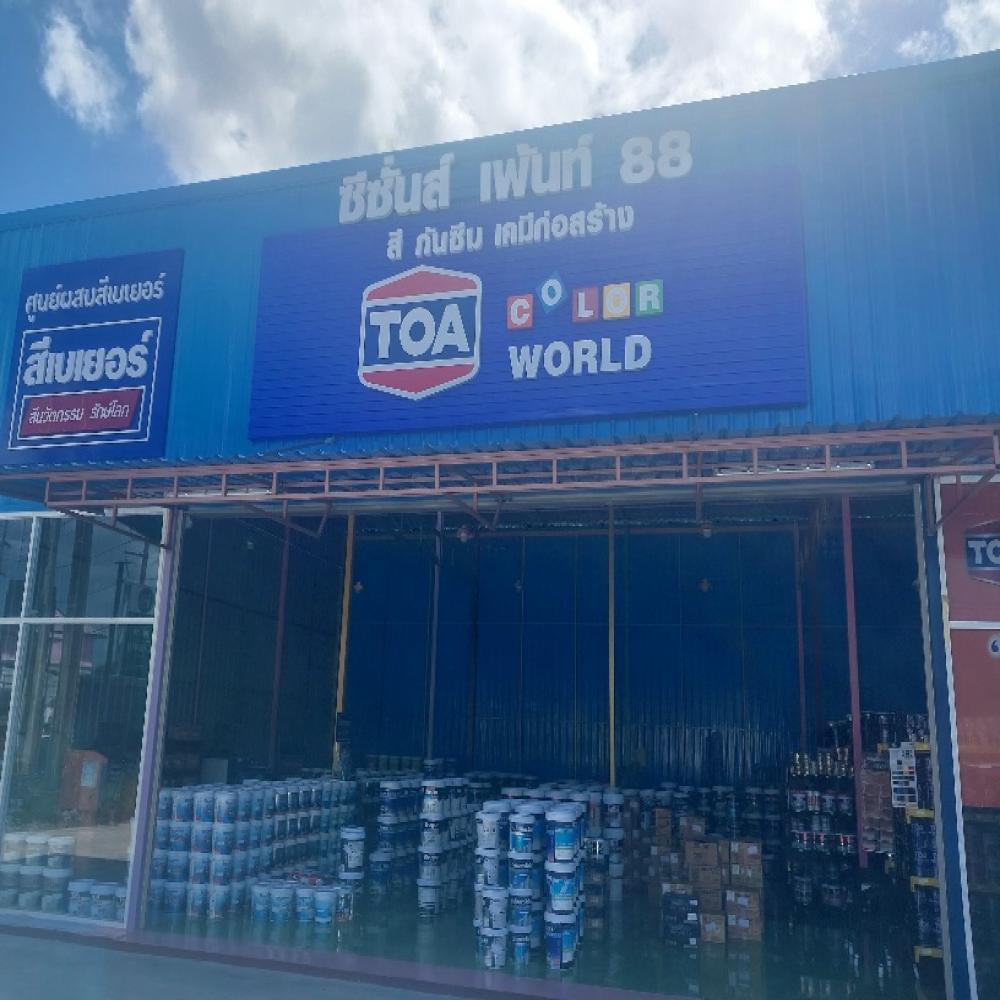 ซีซั่นส์ เพ้นท์ 88
สี กันซึม เคมีก่อสร้าง
TOA
COLOR
WORLD
ศูนย์ผสมสีเบเยอร์
สีเบเยอร์
สีนวัตกรรม รักษ์โลก